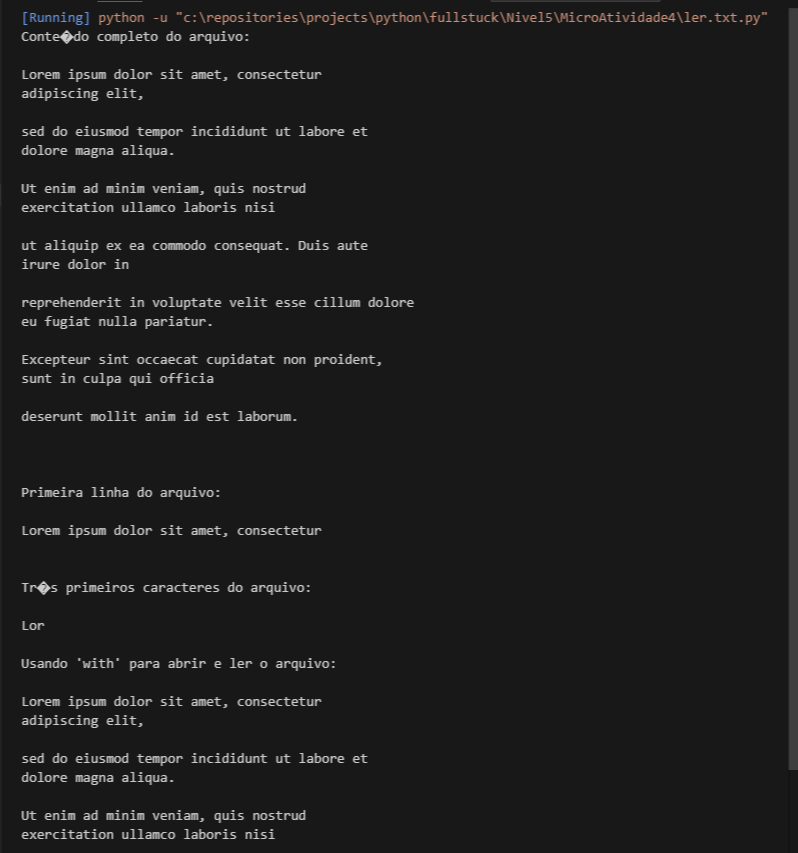 [Running] python -u "c:\repositories\projects\python\fullstuck\Nivel5\MicroAtividade4\ler.txt.py"
Conte�do completo do arquivo:
Lorem ipsum dolor sit amet, consectetur
adipiscing elit,
sed do eiusmod tempor incididunt ut labore et
dolore magna aliqua.
Ut enim ad minim veniam, quis nostrud
exercitation ullamco laboris nisi
ut aliquip ex ea commodo consequat. Duis aute
irure dolor in
reprehenderit in voluptate velit esse cillum dolore
eu fugiat nulla pariatur.
Excepteur sint occaecat cupidatat non proident,
sunt in culpa qui officia
deserunt mollit anim id est laborum.
Primeira linha do arquivo:
Lorem ipsum dolor sit amet, consectetur
Tr�s primeiros caracteres do arquivo:
Lor
Usando 'with' para abrir e ler o arquivo:
Lorem ipsum dolor sit amet, consectetur
adipiscing elit,
sed do eiusmod tempor incididunt ut labore et
dolore magna aliqua.
Ut enim ad minim veniam, quis nostrud
exercitation ullamco laboris nisi